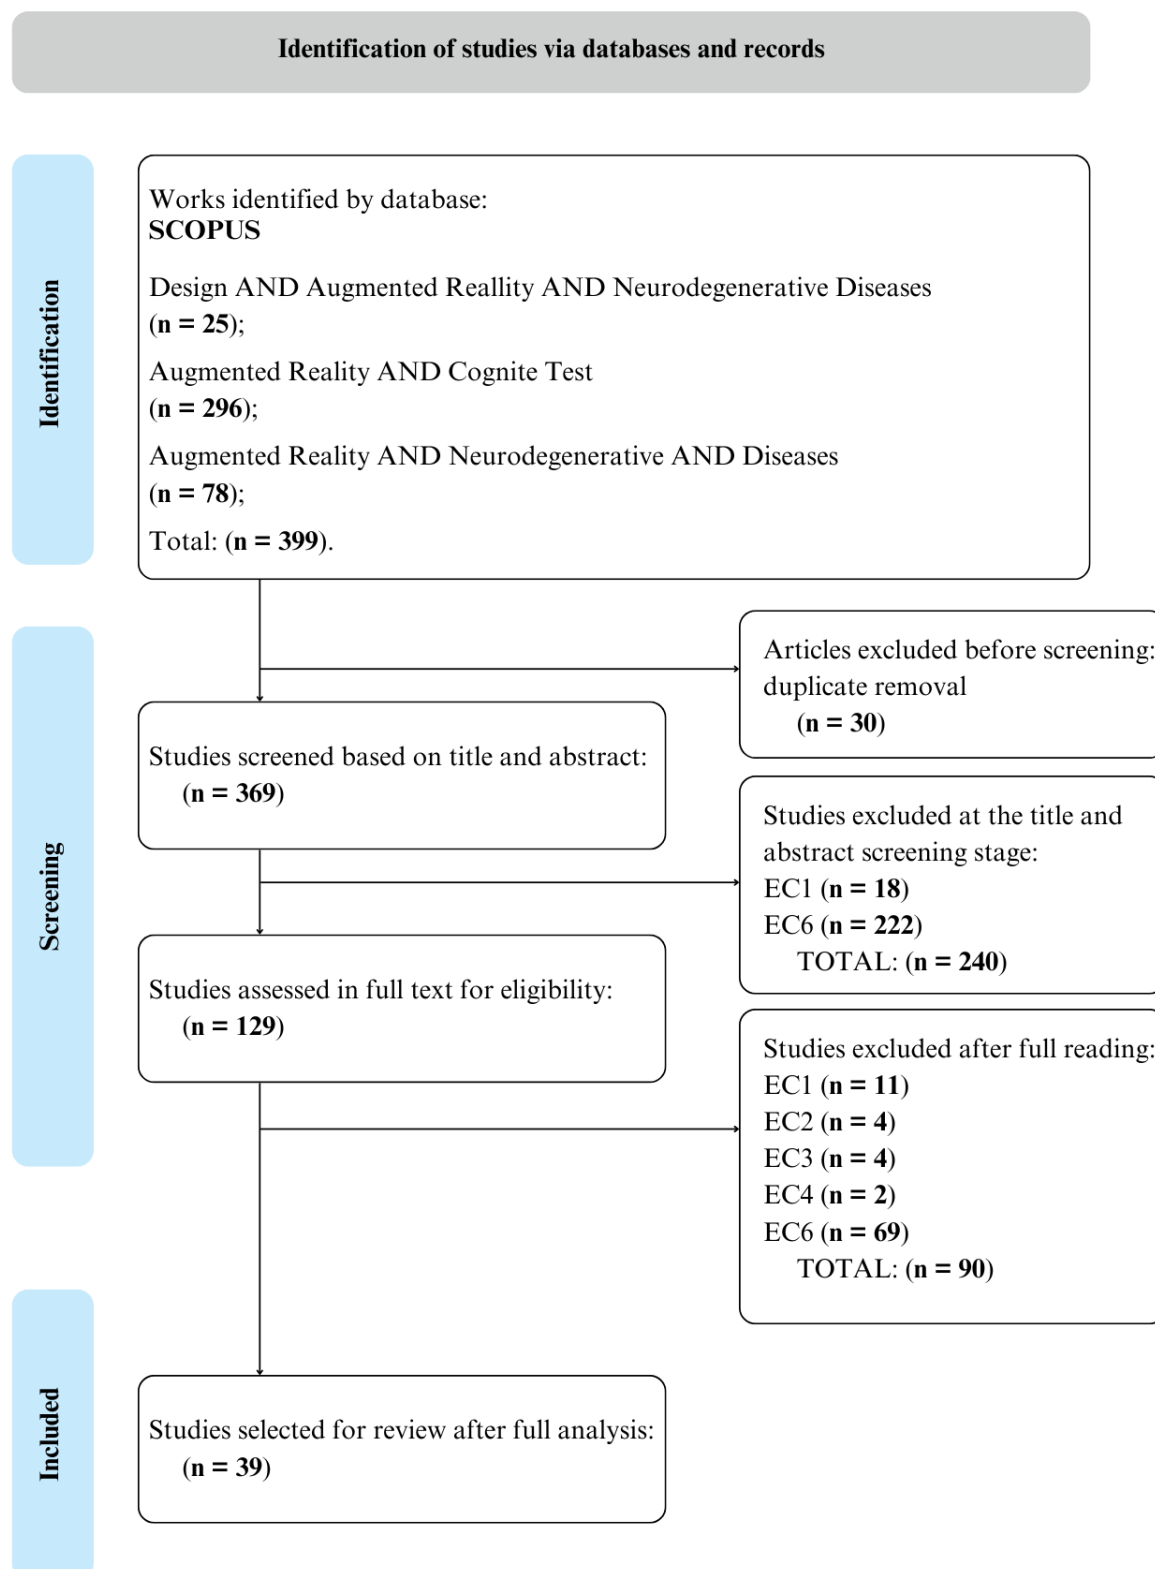 Identification of studies via databases and records
Identification
Works identified by database:
SCOPUS
Design AND Augmented Reallity AND Neurodegenerative Diseases
(n = 25);
Augmented Reality AND Cognite Test
(n = 296);
Augmented Reality AND Neurodegenerative AND Diseases
(n = 78);
Total: (n = 399).
Screening
Articles excluded before screening:
duplicate removal
(n = 30)
Studies screened based on title and abstract:
(n = 369)
Studies excluded at the title and
abstract screening stage:
EC1 (n = 18)
EC6 (n = 222)
TOTAL: (n = 240)
Studies assessed in full text for eligibility:
(n = 129)
Studies excluded after full reading:
EC1 (n = 11)
EC2 (n = 4)
EC3 (n = 4)
EC4 (n = 2)
EC6 (n = 69)
TOTAL: (n = 90)
Included
Studies selected for review after full analysis:
(n = 39)